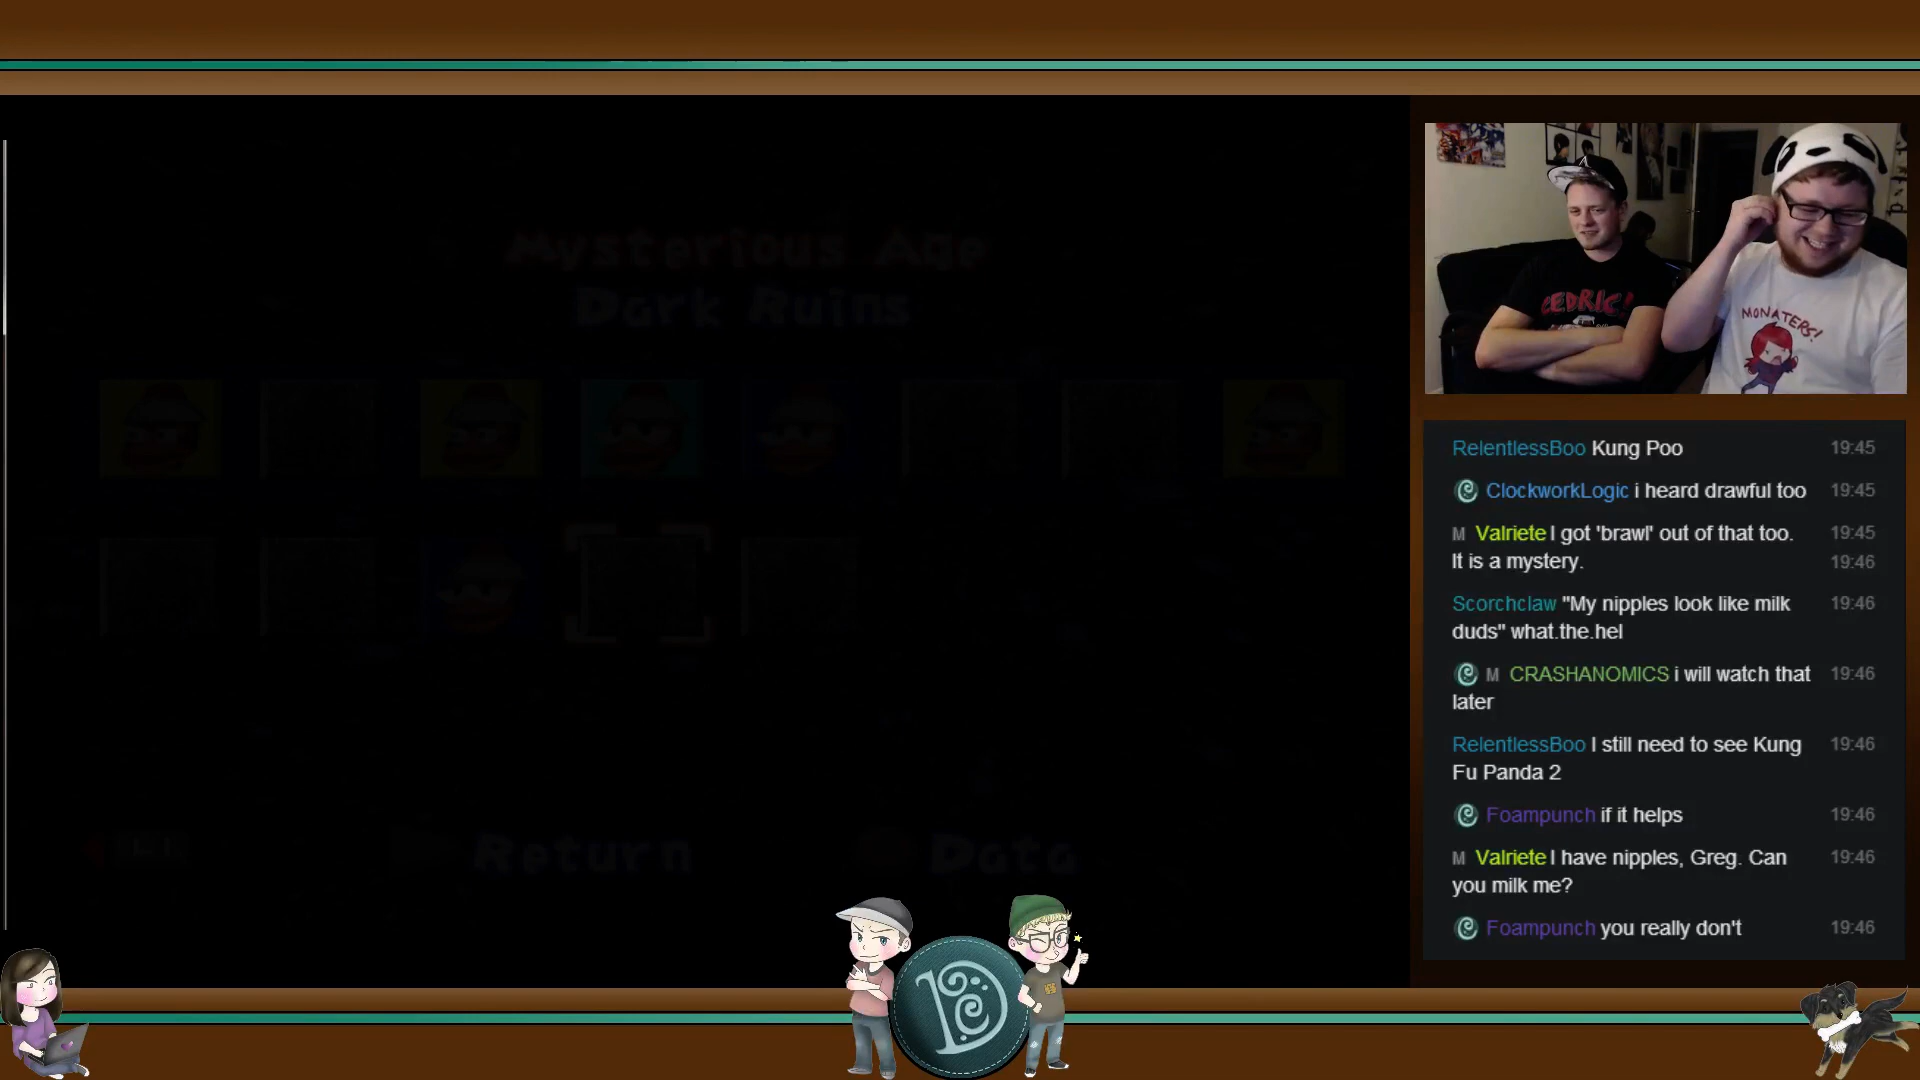 Mysterious Age
Dark Ruins
Return
Data
CEDRIC!
MONATERS!
RelentlessBoo Kung Poo 19:45
ClockworkLogic i heard drawful too 19:45
M Valriete I got 'brawl' out of that too. 19:45
It is a mystery. 19:46
Scorchclaw "My nipples look like milk 19:46
duds" what.the.hel
M CRASHANOMICS i will watch that 19:46
later
RelentlessBoo I still need to see Kung 19:46
Fu Panda 2
Foampunch if it helps 19:46
M Valriete I have nipples, Greg. Can 19:46
you milk me?
Foampunch you really don't 19:46
D